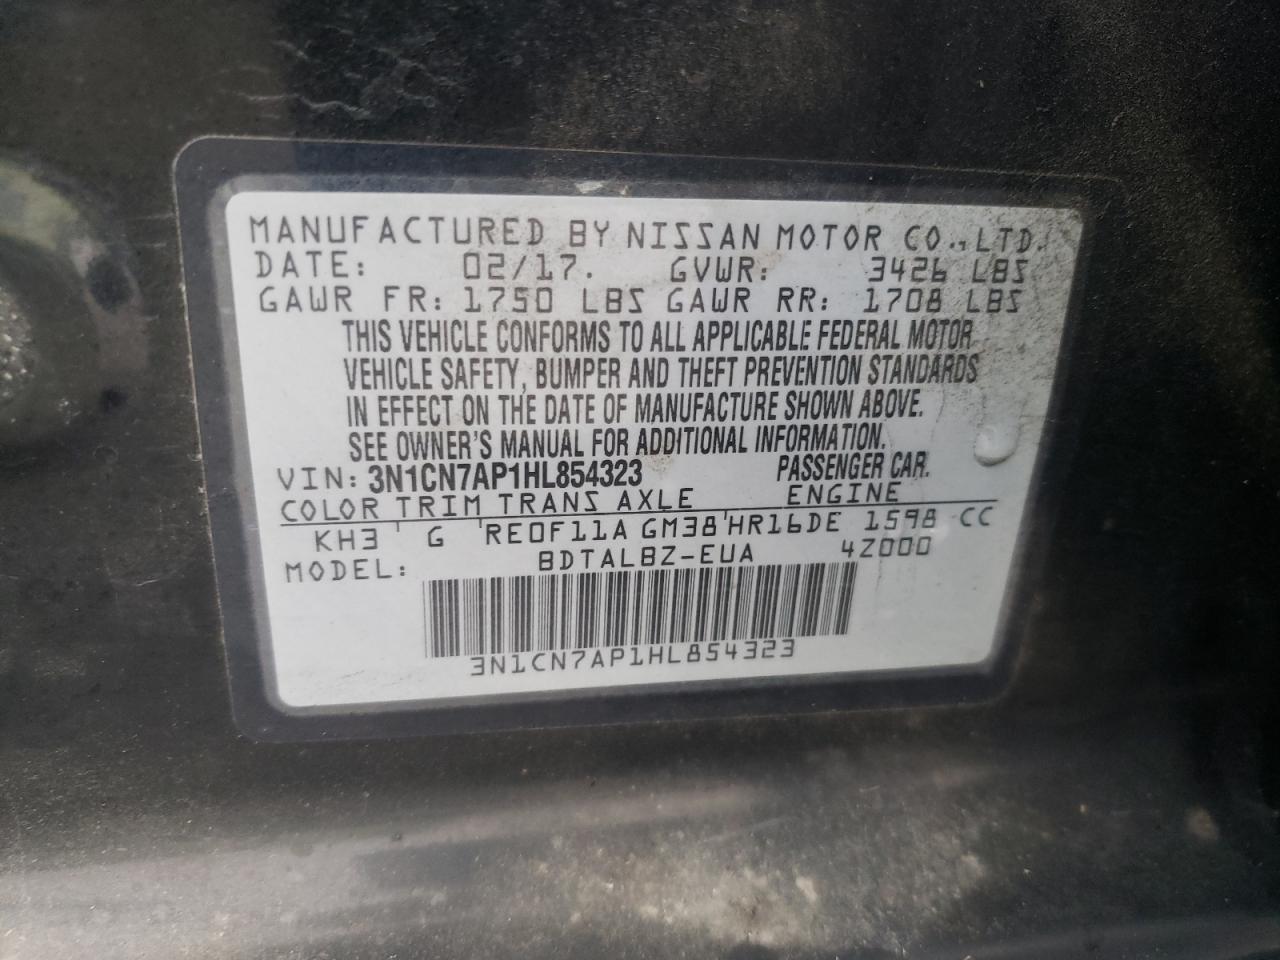 MANUFACTURED BY NISSAN MOTOR CO.,LTD.
DATE: 02/17. GVWR: 3426 LBS
GAWR FR: 1750 LBS GAWR RR: 1708 LBS
THIS VEHICLE CONFORMS TO ALL APPLICABLE FEDERAL MOTOR
VEHICLE SAFETY, BUMPER AND THEFT PREVENTION STANDARDS
IN EFFECT ON THE DATE OF MANUFACTURE SHOWN ABOVE.
SEE OWNER'S MANUAL FOR ADDITIONAL INFORMATION.
VIN: 3N1CN7AP1HL854323 PASSENGER CAR.
COLOR TRIM TRANS AXLE ENGINE
KH3 G RE0F11A GM38 HR16DE 1598 CC
MODEL: BDTALBZ-EUA 4Z000
3N1CN7AP1HL854323